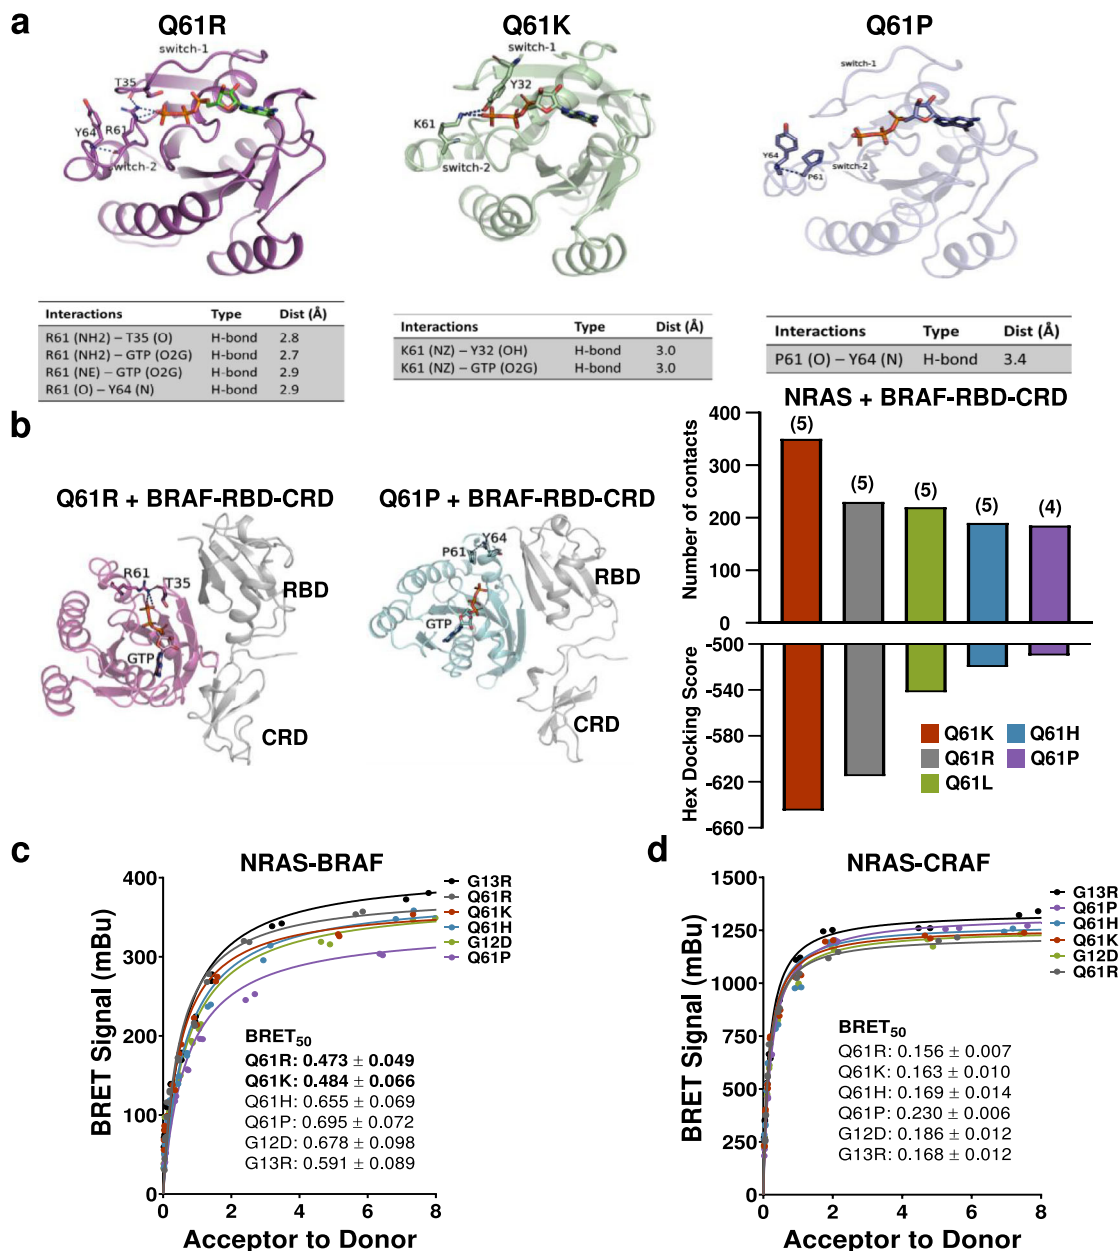 a
Q61R
Q61K
Q61P
switch-1
T35
Y64
R61
switch-2
switch-1
Y32
K61
switch-2
switch-1
Y64
switch-2
P61
Interactions Type Dist (Å)
R61 (NH2) – T35 (O) H-bond 2.8
R61 (NH2) – GTP (O2G) H-bond 2.7
R61 (NE) – GTP (O2G) H-bond 2.9
R61 (O) – Y64 (N) H-bond 2.9
Interactions Type Dist (Å)
K61 (NZ) – Y32 (OH) H-bond 3.0
K61 (NZ) – GTP (O2G) H-bond 3.0
Interactions Type Dist (Å)
P61 (O) – Y64 (N) H-bond 3.4
b
Q61R + BRAF-RBD-CRD
R61
T35
GTP
RBD
CRD
Q61P + BRAF-RBD-CRD
P61
Y64
GTP
RBD
CRD
NRAS + BRAF-RBD-CRD
Number of contacts
400
300
200
100
0
(5)
(5)
(5)
(5)
(4)
Hex Docking Score
-500
-540
-580
-620
-660
Q61K
Q61H
Q61R
Q61P
Q61L
c
NRAS-BRAF
BRET Signal (mBu)
400
300
200
100
0
G13R
Q61R
Q61K
Q61H
G12D
Q61P
BRET50
Q61R: 0.473 ± 0.049
Q61K: 0.484 ± 0.066
Q61H: 0.655 ± 0.069
Q61P: 0.695 ± 0.072
G12D: 0.678 ± 0.098
G13R: 0.591 ± 0.089
0 2 4 6 8
Acceptor to Donor
d
NRAS-CRAF
BRET Signal (mBu)
1500
1250
1000
750
500
250
0
G13R
Q61P
Q61H
Q61K
G12D
Q61R
BRET50
Q61R: 0.156 ± 0.007
Q61K: 0.163 ± 0.010
Q61H: 0.169 ± 0.014
Q61P: 0.230 ± 0.006
G12D: 0.186 ± 0.012
G13R: 0.168 ± 0.012
0 2 4 6 8
Acceptor to Donor